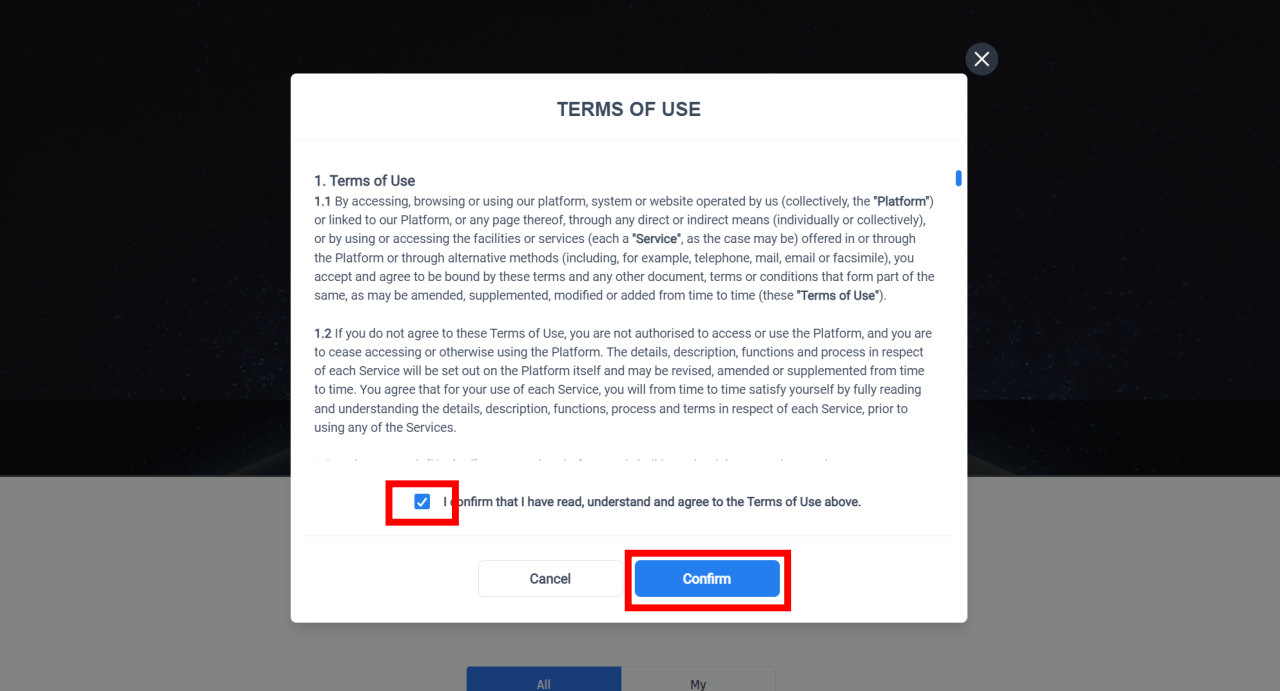 TERMS OF USE
1. Terms of Use
1.1 By accessing, browsing or using our platform, system or website operated by us (collectively, the "Platform")
or linked to our Platform, or any page thereof, through any direct or indirect means (individually or collectively),
or by using or accessing the facilities or services (each a "Service", as the case may be) offered in or through
the Platform or through alternative methods (including, for example, telephone, mail, email or facsimile), you
accept and agree to be bound by these terms and any other document, terms or conditions that form part of the
same, as may be amended, supplemented, modified or added from time to time (these "Terms of Use").
1.2 If you do not agree to these Terms of Use, you are not authorised to access or use the Platform, and you are
to cease accessing or otherwise using the Platform. The details, description, functions and process in respect
of each Service will be set out on the Platform itself and may be revised, amended or supplemented from time
to time. You agree that for your use of each Service, you will from time to time satisfy yourself by fully reading
and understanding the details, description, functions, process and terms in respect of each Service, prior to
using any of the Services.
I confirm that I have read, understand and agree to the Terms of Use above.
Cancel
Confirm
All
My